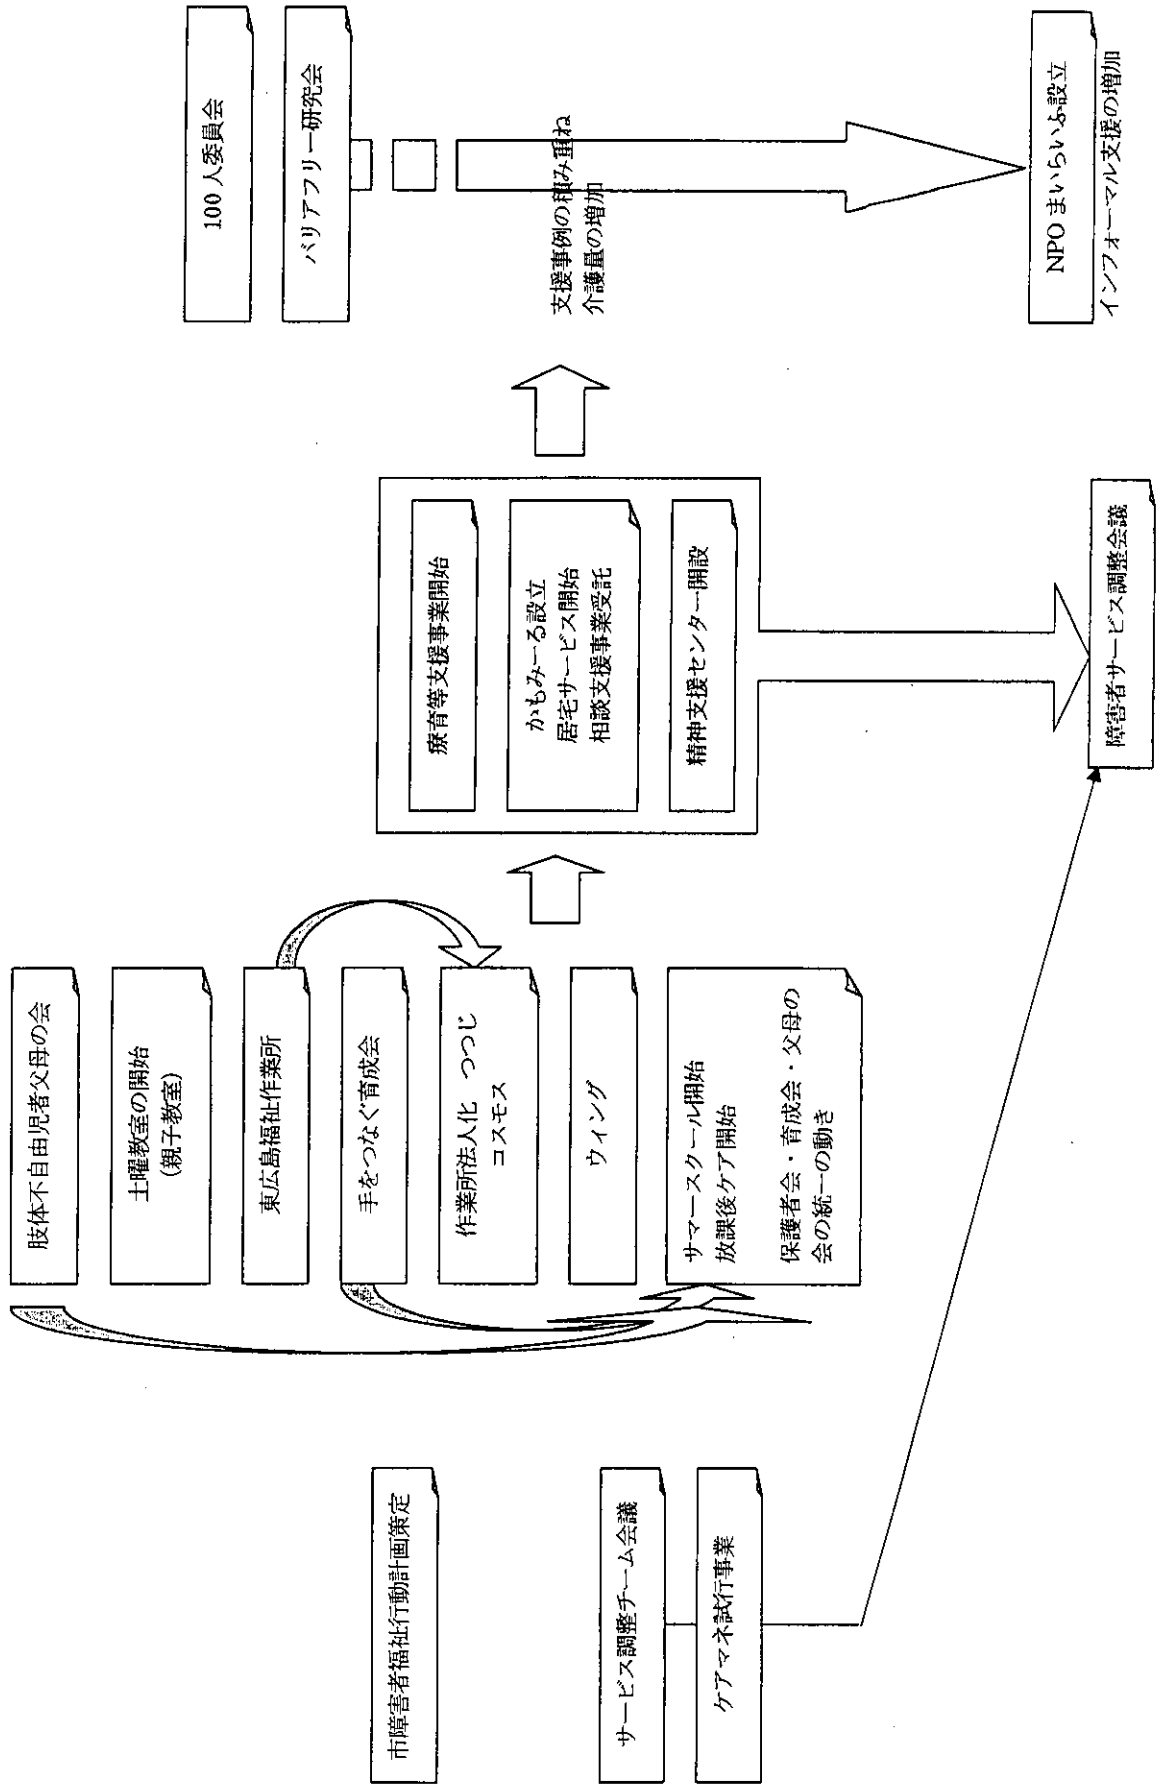 市障害者福祉行動計画策定
サービス調整チーム会議
ケアマネ試行事業
肢体不自由児者父母の会
土曜教室の開始
(親子教室)
東広島福祉作業所
手をつなぐ育成会
作業所法人化 つつじ
コスモス
ウィング
サマースクール開始
放課後ケア開始
保護者会・育成会・父母の
会の統一の動き
療育等支援事業開始
かもみーる設立
居宅サービス開始
相談支援事業受託
精神支援センター開設
障害者サービス調整会議
100 人委員会
バリアフリー研究会
支援事例の積み重ね
介護量の増加
NPO まいらいふ設立
インフォーマル支援の増加